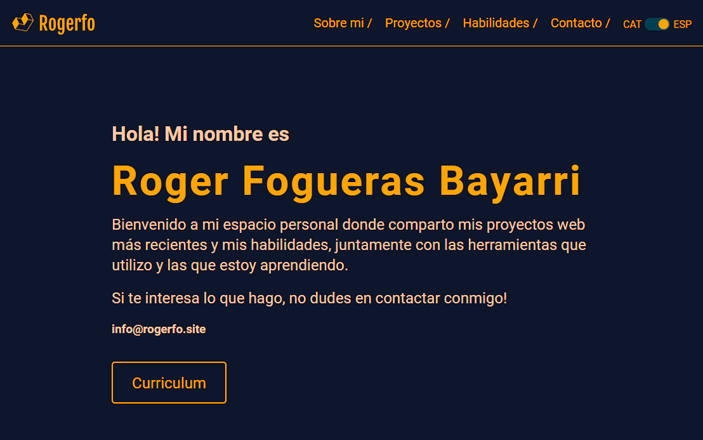 Rogerfo
Sobre mi / Proyectos / Habilidades / Contacto / CAT ESP
Hola! Mi nombre es
Roger Fogueras Bayarri
Bienvenido a mi espacio personal donde comparto mis proyectos web
más recientes y mis habilidades, juntamente con las herramientas que
utilizo y las que estoy aprendiendo.
Si te interesa lo que hago, no dudes en contactar conmigo!
info@rogerfo.site
Curriculum